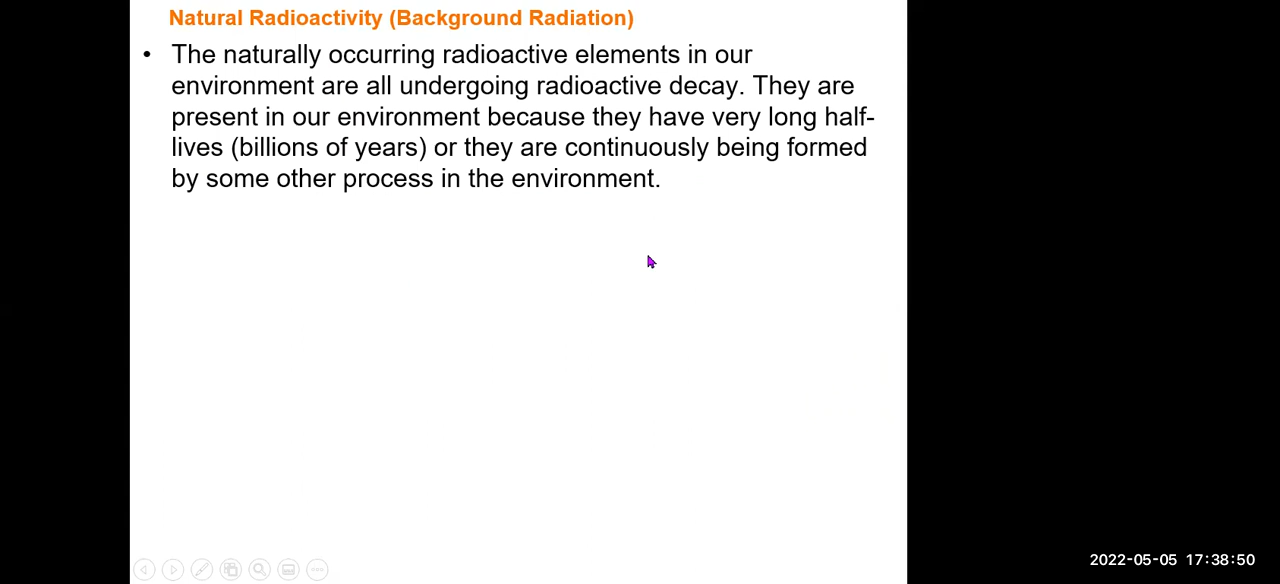 Natural Radioactivity (Background Radiation)
• The naturally occurring radioactive elements in our
environment are all undergoing radioactive decay. They are
present in our environment because they have very long half-
lives (billions of years) or they are continuously being formed
by some other process in the environment.
2022-05-05 17:38:50